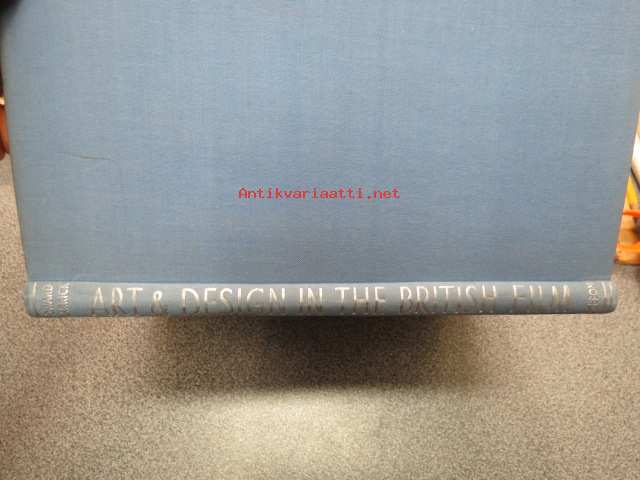 Antikvariaatti.net
ART & DESIGN IN THE BRITISH FILM